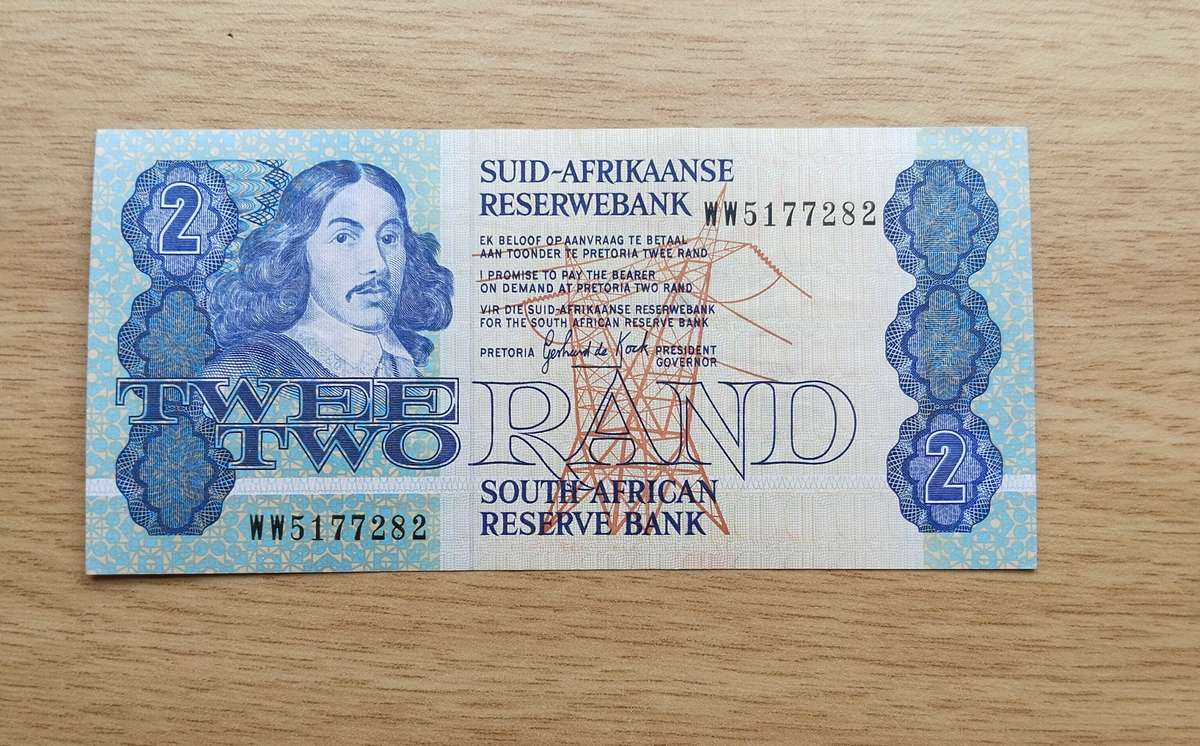 2
SUID-AFRIKAANSE
RESERWEBANK
WW5177282
EK BELOOF OP AANVRAAG TE BETAAL
AAN TOONDER TE PRETORIA TWEE RAND
I PROMISE TO PAY THE BEARER
ON DEMAND AT PRETORIA TWO RAND
VIR DIE SUID-AFRIKAANSE RESERWEBANK
FOR THE SOUTH AFRICAN RESERVE BANK
PRETORIA Gerhard de Kock PRESIDENT
GOVERNOR
TWEE
TWO
RAND
2
SOUTH AFRICAN
RESERVE BANK
WW5177282